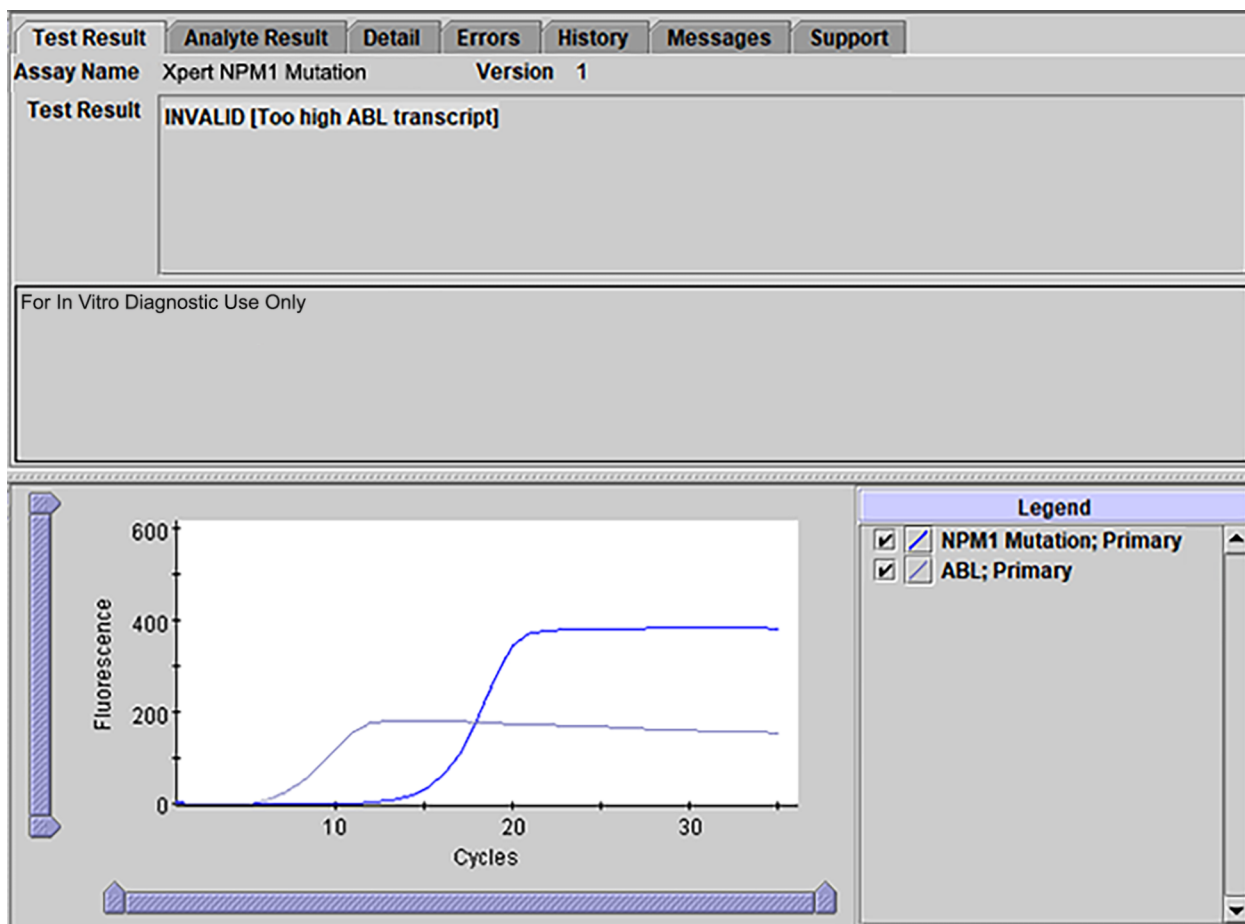 Test Result Analyte Result Detail Errors History Messages Support
Assay Name Xpert NPM1 Mutation Version 1
Test Result INVALID [Too high ABL transcript]
For In Vitro Diagnostic Use Only
600
400
200
0
10 20 30
Fluorescence
Cycles
Legend
NPM1 Mutation; Primary
ABL; Primary